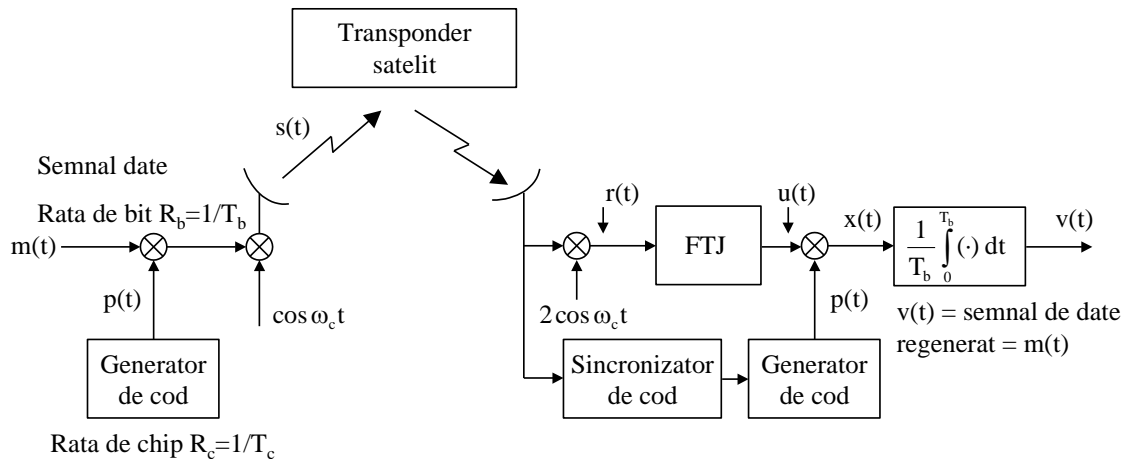 Transponder
satelit
s(t)
Semnal date
Rata de bit R_b=1/T_b
m(t)
p(t)
cos ω_c t
Generator
de cod
Rata de chip R_c=1/T_c
r(t)
FTJ
u(t)
x(t)
1/T_b ∫_0^{T_b} (·) dt
v(t)
2cos ω_c t
p(t)
Sincronizator
de cod
Generator
de cod
v(t) = semnal de date
regenerat = m(t)